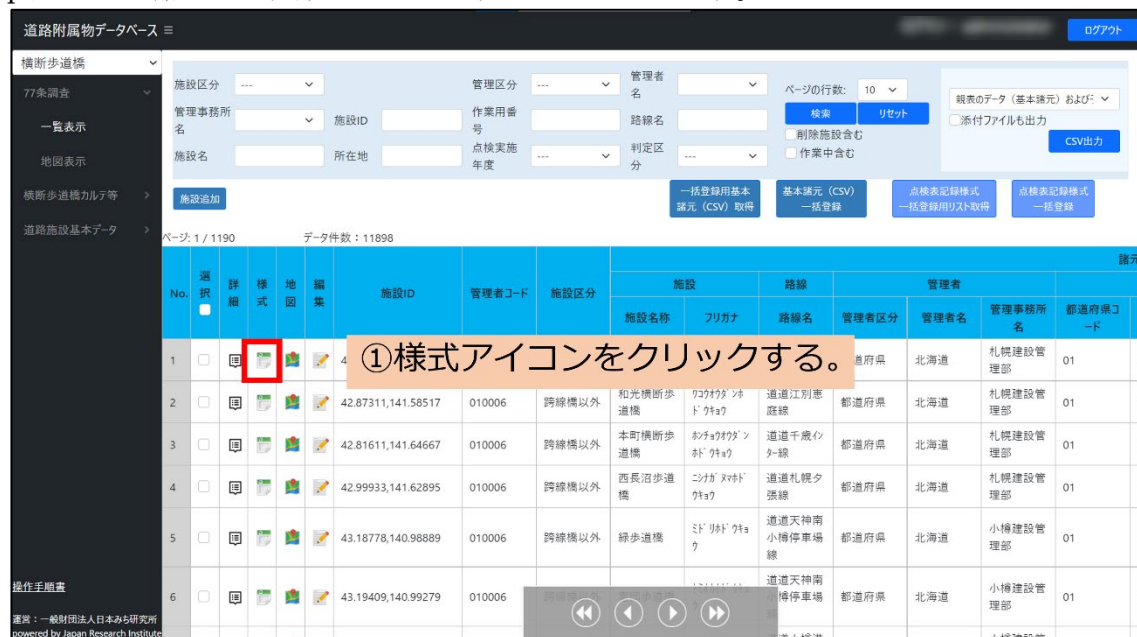 道路附属物データベース
ログアウト
横断歩道橋
77条調査
一覧表示
地図表示
横断歩道橋カルテ等
道路施設基本データ
操作手順書
運営：一般財団法人日本みち研究所
powered by Japan Research Institute
施設区分 ---
管理区分 ---
管理者名
ページの行数: 10
親表のデータ（基本諸元）および
管理事務所名
施設ID
作業用番号
路線名
検索 リセット
添付ファイルも出力
削除施設含む
CSV出力
施設名
所在地
点検実施年度 ---
判定区分 ---
作業中含む
施設追加
一括登録用基本諸元（CSV）取得
基本諸元（CSV）一括登録
点検表記録様式一括登録用リスト取得
点検表記録様式一括登録
ページ: 1 / 1190 データ件数：11898
諸元
No. 選択 詳細 様式 地図 編集 施設ID 管理者コード 施設区分 施設 路線 管理者
施設名称 フリガナ 路線名 管理者区分 管理者名 管理事務所名 都道府県コード
①様式アイコンをクリックする。
1 4 道府県 北海道 札幌建設管理部 01
2 42.87311,141.58517 010006 跨線橋以外 和光横断歩道橋 ﾜｺｳｵｳﾀﾞﾝﾎﾄﾞｳｷｮｳ 道道江別恵庭線 都道府県 北海道 札幌建設管理部 01
3 42.81611,141.64667 010006 跨線橋以外 本町横断歩道橋 ﾎﾝﾁｮｳｵｳﾀﾞﾝﾎﾄﾞｳｷｮｳ 道道千歳ｲﾝﾀｰ線 都道府県 北海道 札幌建設管理部 01
4 42.99933,141.62895 010006 跨線橋以外 西長沼歩道橋 ﾆｼﾅｶﾞﾇﾏﾎﾄﾞｳｷｮｳ 道道札幌夕張線 都道府県 北海道 札幌建設管理部 01
5 43.18778,140.98889 010006 跨線橋以外 緑歩道橋 ﾐﾄﾞﾘﾎﾄﾞｳｷｮｳ 道道天神南小樽停車場線 都道府県 北海道 小樽建設管理部 01
6 43.19409,140.99279 010006 道道天神南小樽停車場 都道府県 北海道 小樽建設管理部 01